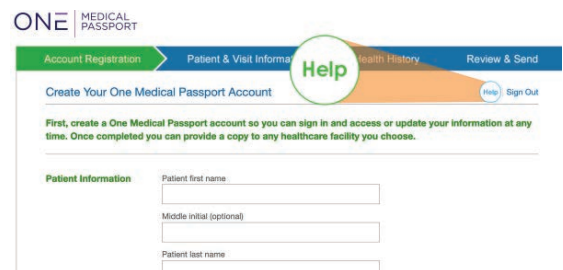 ONE MEDICAL
PASSPORT
Account Registration
Patient & Visit
Health History
Review & Send
Help
Create Your One Medical Passport Account
Help
Sign Out
First, create a One Medical Passport account so you can sign in and access or update your information at any
time. Once completed you can provide a copy to any healthcare facility you choose.
Patient Information
Patient first name
Middle initial (optional)
Patient last name